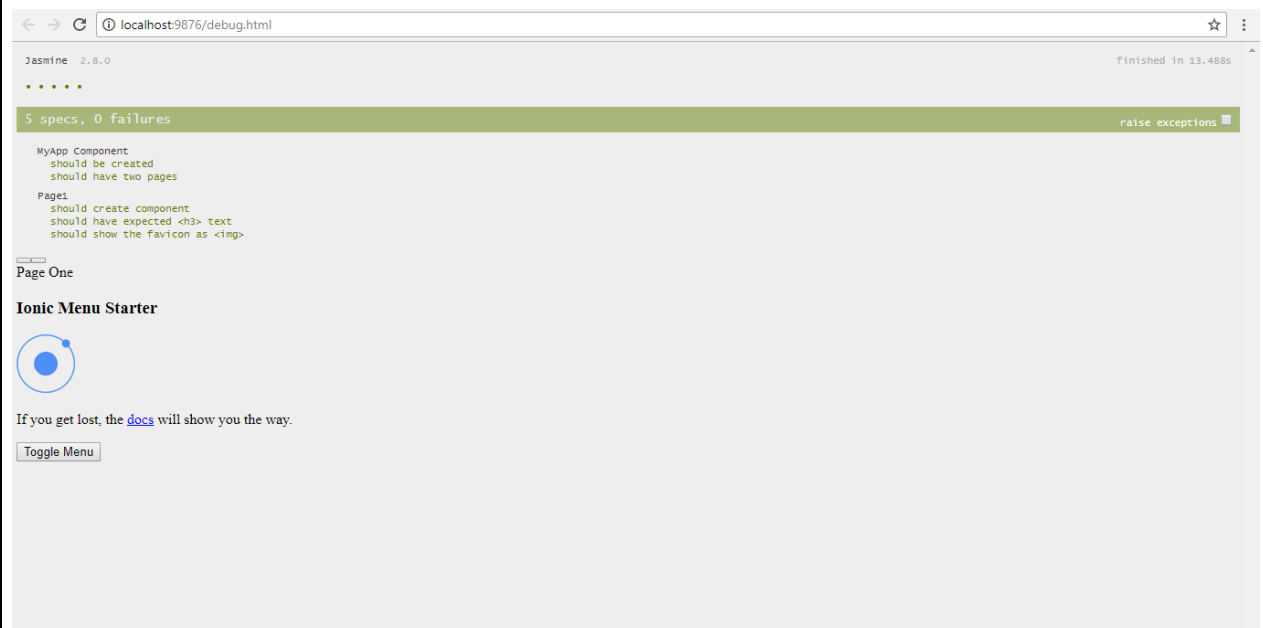 localhost:9876/debug.html
Jasmine 2.8.0 finished in 13.488s
• • • • •
5 specs, 0 failures raise exceptions
MyApp Component
should be created
should have two pages
Page1
should create component
should have expected <h3> text
should show the favicon as <img>
Page One
Ionic Menu Starter
If you get lost, the docs will show you the way.
Toggle Menu